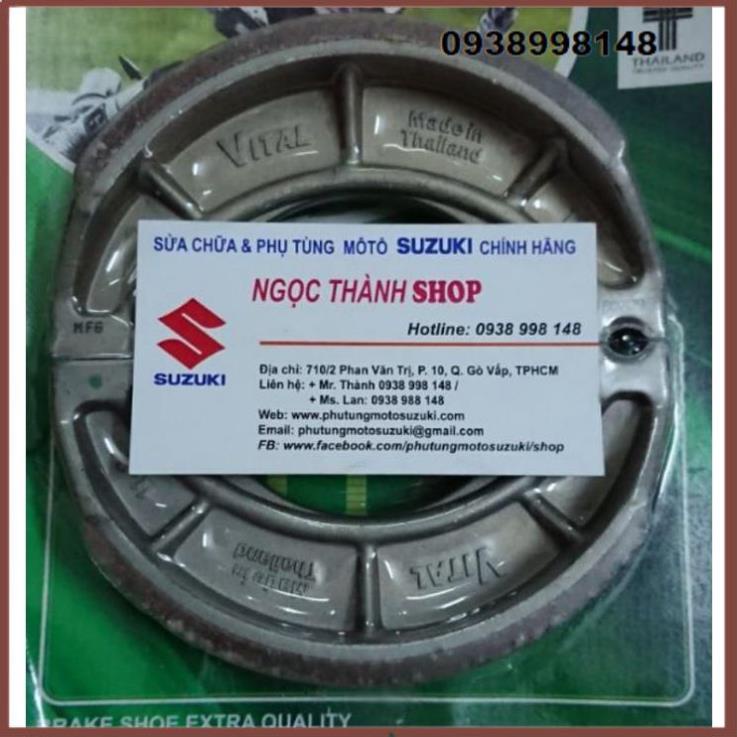 0938998148
THAILAND
TRUSTED QUALITY
VITAL
Made in
Thailand
SỬA CHỮA & PHỤ TÙNG MÔTÔ SUZUKI CHÍNH HÃNG
NGỌC THÀNH SHOP
Hotline: 0938 998 148
MFG
SUZUKI
Địa chỉ: 710/2 Phan Văn Trị, P. 10, Q. Gò Vấp, TPHCM
Liên hệ: + Mr. Thành 0938 998 148 /
+ Ms. Lan: 0938 988 148
Web: www.phutungmotosuzuki.com
Email: phutungmotosuzuki@gmail.com
FB: www.facebook.com/phutungmotosuzuki/shop
Made in
Thailand
VITAL
BRAKE SHOE EXTRA QUALITY